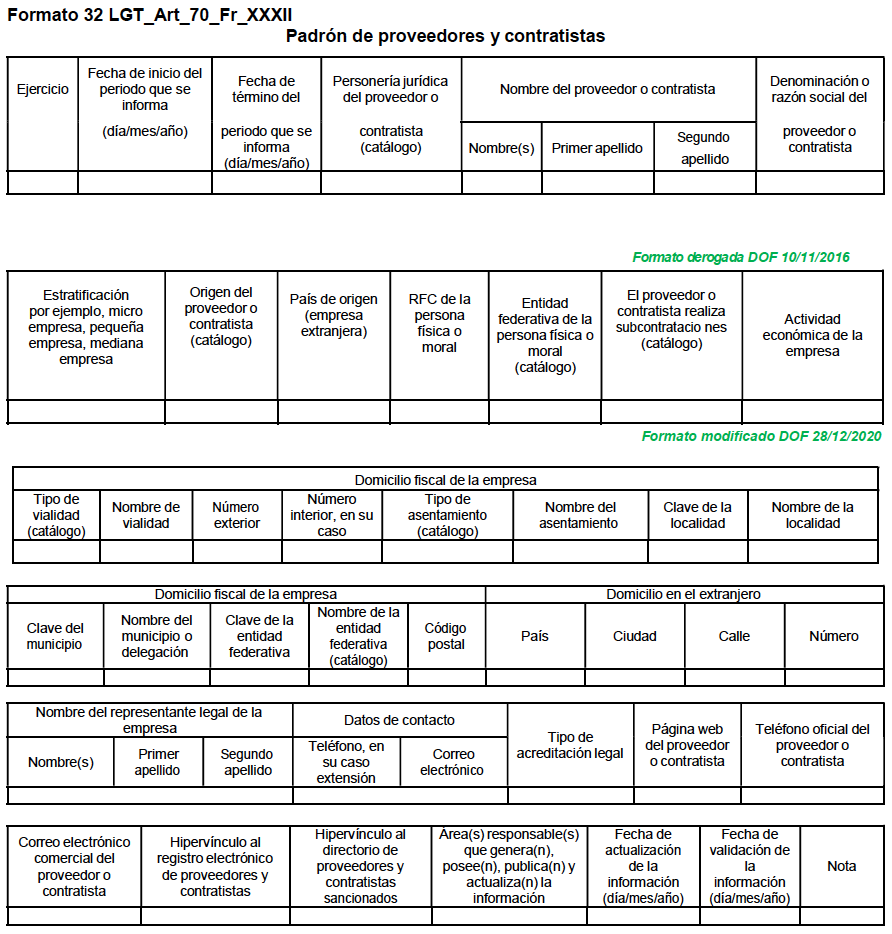 Formato 32 LGT_Art_70_Fr_XXXII
Padrón de proveedores y contratistas
Ejercicio
Fecha de inicio del
periodo que se
informa
(día/mes/año)
Fecha de
término del
periodo que se
informa
(día/mes/año)
Personería jurídica
del proveedor o
contratista
(catálogo)
Nombre del proveedor o contratista
Nombre(s)
Primer apellido
Segundo
apellido
Denominación o
razón social del
proveedor o
contratista
Formato derogada DOF 10/11/2016
Estratificación
por ejemplo, micro
empresa, pequeña
empresa, mediana
empresa
Origen del
proveedor o
contratista
(catálogo)
País de origen
(empresa
extranjera)
RFC de la
persona
física o
moral
Entidad
federativa de la
persona física o
moral
(catálogo)
El proveedor o
contratista realiza
subcontratacio nes
(catálogo)
Actividad
económica de la
empresa
Formato modificado DOF 28/12/2020
Domicilio fiscal de la empresa
Tipo de
vialidad
(catálogo)
Nombre de
vialidad
Número
exterior
Número
interior, en su
caso
Tipo de
asentamiento
(catálogo)
Nombre del
asentamiento
Clave de la
localidad
Nombre de la
localidad
Domicilio fiscal de la empresa
Domicilio en el extranjero
Clave del
municipio
Nombre del
municipio o
delegación
Clave de la
entidad
federativa
Nombre de la
entidad
federativa
(catálogo)
Código
postal
País
Ciudad
Calle
Número
Nombre del representante legal de la
empresa
Nombre(s)
Primer
apellido
Segundo
apellido
Datos de contacto
Teléfono, en
su caso
extensión
Correo
electrónico
Tipo de
acreditación legal
Página web
del proveedor
o contratista
Teléfono oficial del
proveedor o
contratista
Correo electrónico
comercial del
proveedor o
contratista
Hipervínculo al
registro electrónico
de proveedores y
contratistas
Hipervínculo al
directorio de
proveedores y
contratistas
sancionados
Área(s) responsable(s)
que genera(n),
posee(n), publica(n) y
actualiza(n) la
información
Fecha de
actualización
de la
información
(día/mes/año)
Fecha de
validación de
la
información
(día/mes/año)
Nota